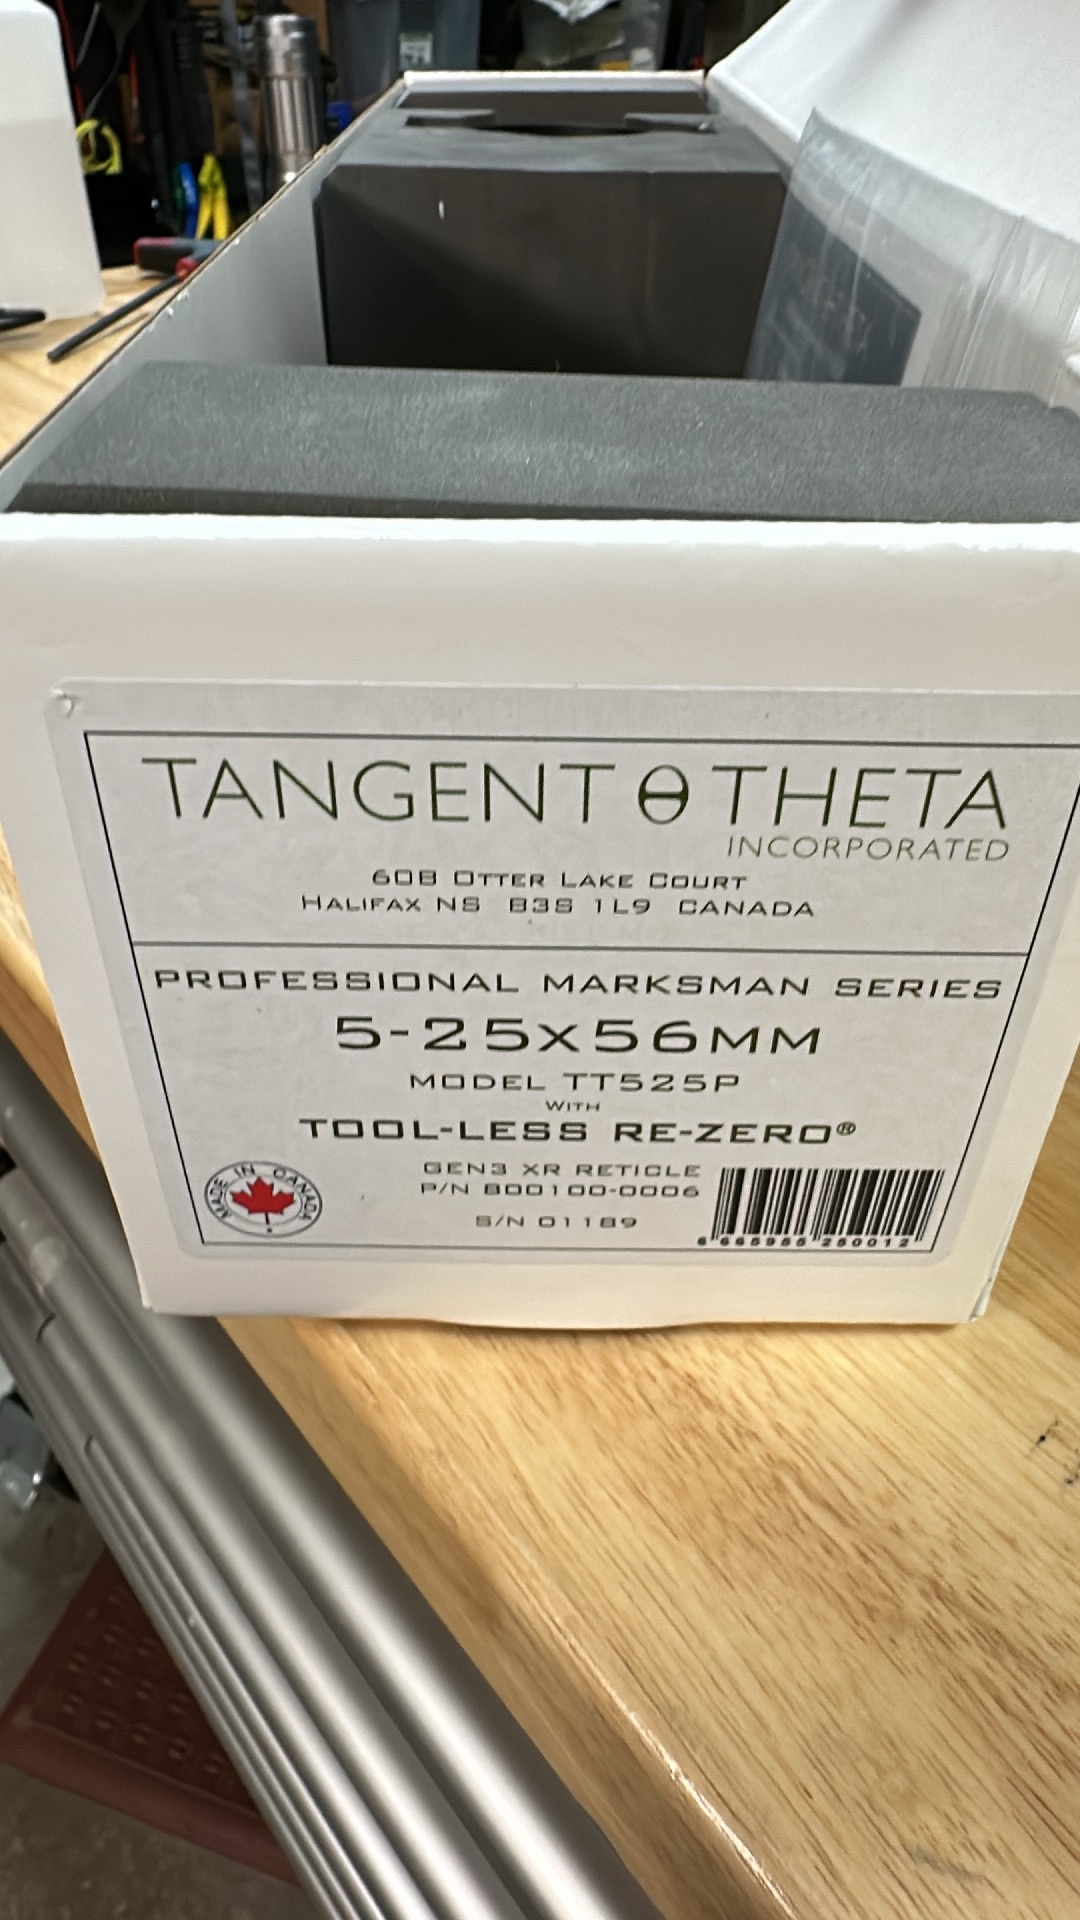 TANGENT θ THETA
INCORPORATED
60B OTTER LAKE COURT
HALIFAX NS B3S 1L9 CANADA
PROFESSIONAL MARKSMAN SERIES
5-25x56MM
MODEL TT525P
WITH
TOOL-LESS RE-ZERO®
GEN3 XR RETICLE
P/N 800100-0006
S/N 01189
MADE IN CANADA